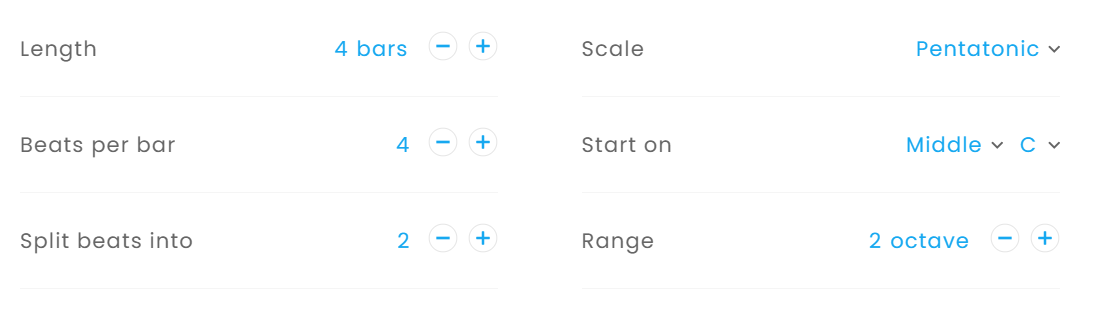 Length 4 bars
Beats per bar 4
Split beats into 2
Scale Pentatonic
Start on Middle C
Range 2 octave